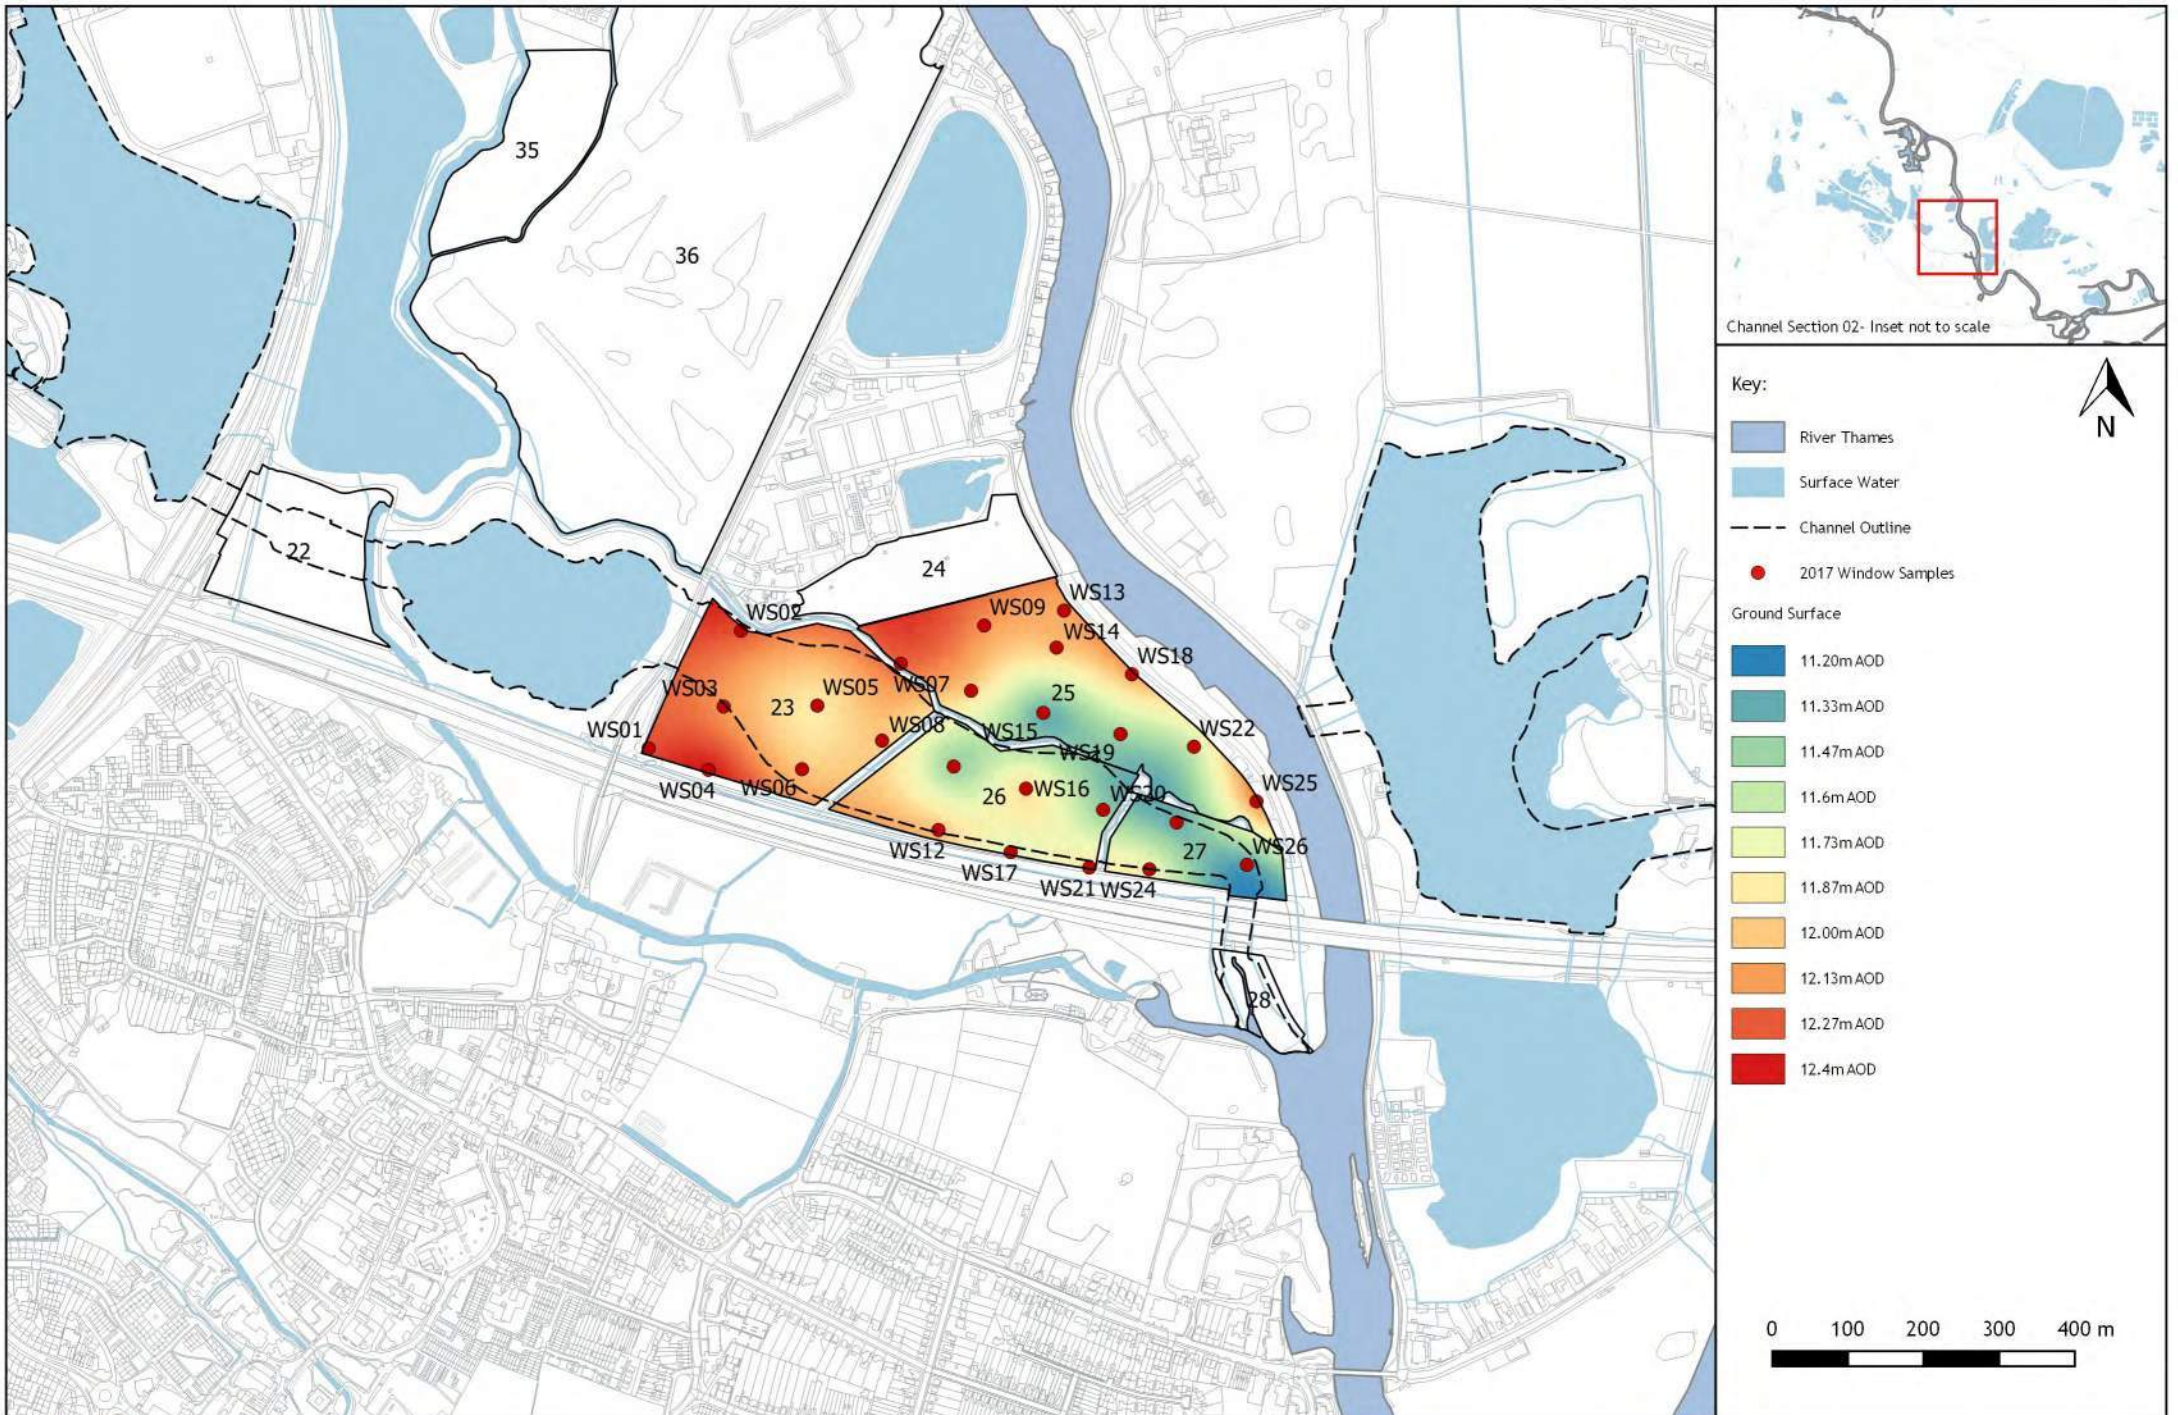 35
36
22
24
WS13
WS09
WS02
WS14
WS18
WS03
WS05
WS07
25
23
WS08
WS15
WS22
WS01
WS19
WS25
WS04
WS06
26
WS16
WS20
WS12
27
WS26
WS17
WS21
WS24
28
Channel Section 02- Inset not to scale
Key:
N
River Thames
Surface Water
Channel Outline
2017 Window Samples
Ground Surface
11.20m AOD
11.33m AOD
11.47m AOD
11.6m AOD
11.73m AOD
11.87m AOD
12.00m AOD
12.13m AOD
12.27m AOD
12.4m AOD
0 100 200 300 400 m